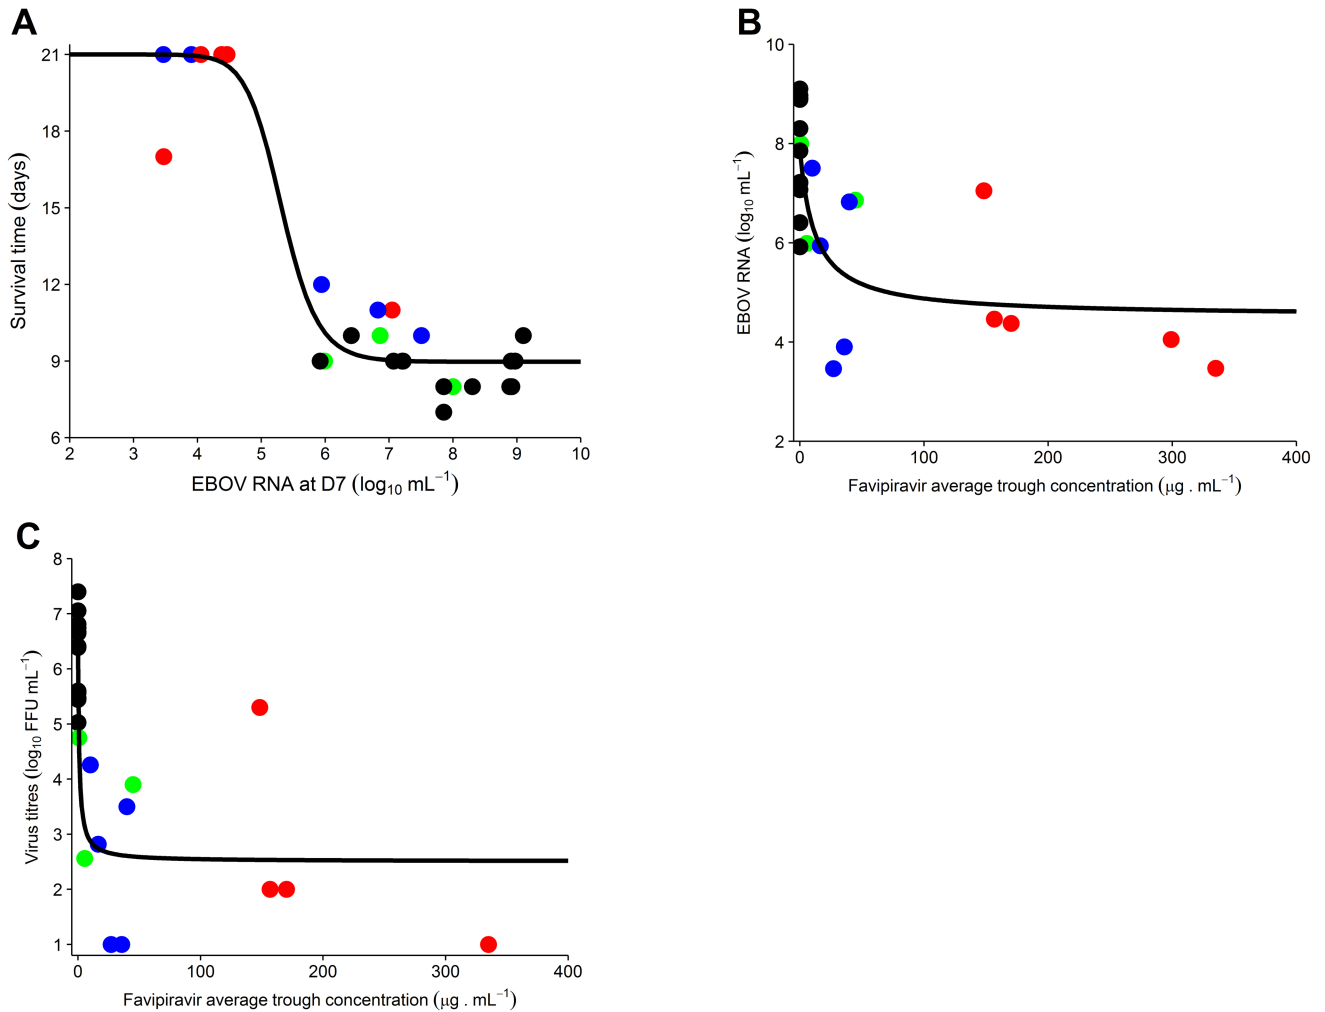 A
21
18
15
12
9
6
Survival time (days)
2 3 4 5 6 7 8 9 10
EBOV RNA at D7 (log₁₀ mL⁻¹)
B
10
8
6
4
2
EBOV RNA (log₁₀ mL⁻¹)
0 100 200 300 400
Favipiravir average trough concentration (μg . mL⁻¹)
C
8
7
6
5
4
3
2
1
Virus titres (log₁₀ FFU mL⁻¹)
0 100 200 300 400
Favipiravir average trough concentration (μg . mL⁻¹)